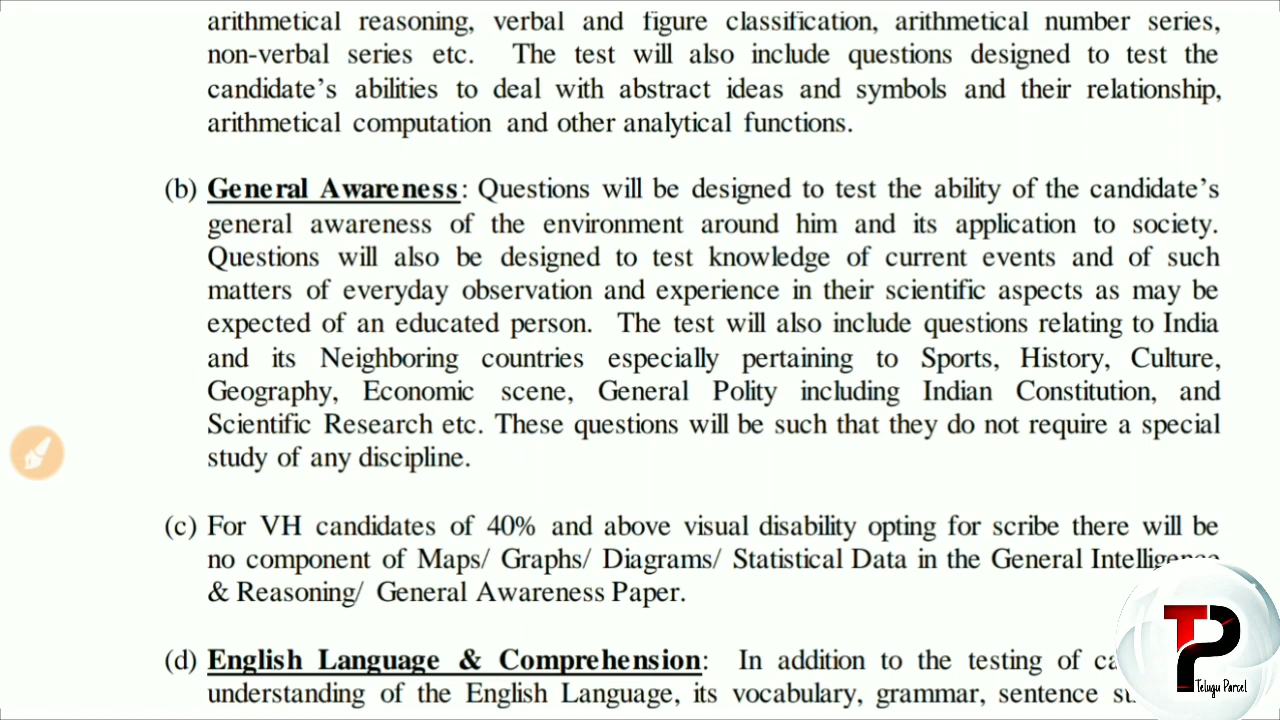 arithmetical reasoning, verbal and figure classification, arithmetical number series,
non-verbal series etc. The test will also include questions designed to test the
candidate’s abilities to deal with abstract ideas and symbols and their relationship,
arithmetical computation and other analytical functions.
(b) General Awareness: Questions will be designed to test the ability of the candidate’s
general awareness of the environment around him and its application to society.
Questions will also be designed to test knowledge of current events and of such
matters of everyday observation and experience in their scientific aspects as may be
expected of an educated person. The test will also include questions relating to India
and its Neighboring countries especially pertaining to Sports, History, Culture,
Geography, Economic scene, General Polity including Indian Constitution, and
Scientific Research etc. These questions will be such that they do not require a special
study of any discipline.
(c) For VH candidates of 40% and above visual disability opting for scribe there will be
no component of Maps/ Graphs/ Diagrams/ Statistical Data in the General Intelligence
& Reasoning/ General Awareness Paper.
(d) English Language & Comprehension: In addition to the testing of
understanding of the English Language, its vocabulary, grammar, sentence
TP
Telugu Parcel